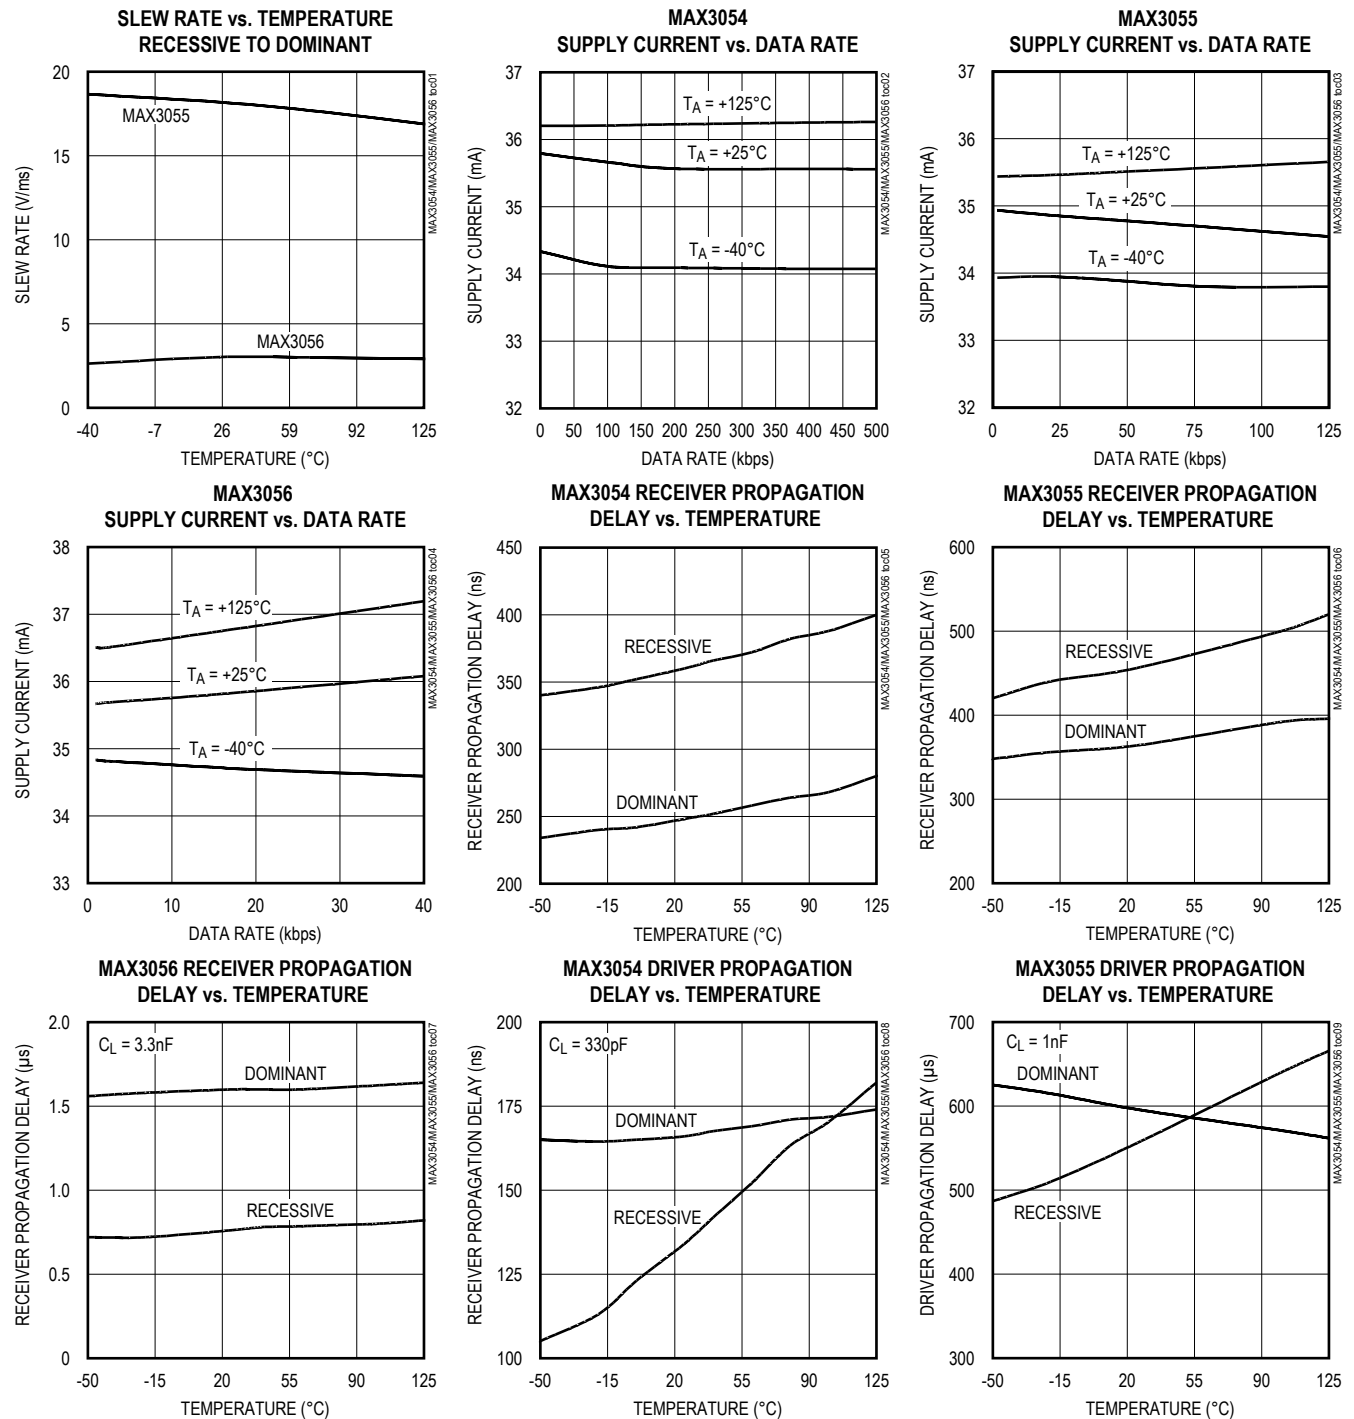 SLEW RATE vs. TEMPERATURE
RECESSIVE TO DOMINANT
20
15
10
5
0
SLEW RATE (V/ms)
MAX3055
MAX3056
-40 -7 26 59 92 125
TEMPERATURE (°C)
MAX3054/MAX3055/MAX3056 toc01
MAX3054
SUPPLY CURRENT vs. DATA RATE
37
36
35
34
33
32
SUPPLY CURRENT (mA)
TA = +125°C
TA = +25°C
TA = -40°C
0 50 100 150 200 250 300 350 400 450 500
DATA RATE (kbps)
MAX3054/MAX3055/MAX3056 toc02
MAX3055
SUPPLY CURRENT vs. DATA RATE
37
36
35
34
33
32
SUPPLY CURRENT (mA)
TA = +125°C
TA = +25°C
TA = -40°C
0 25 50 75 100 125
DATA RATE (kbps)
MAX3054/MAX3055/MAX3056 toc03
MAX3056
SUPPLY CURRENT vs. DATA RATE
38
37
36
35
34
33
SUPPLY CURRENT (mA)
TA = +125°C
TA = +25°C
TA = -40°C
0 10 20 30 40
DATA RATE (kbps)
MAX3054/MAX3055/MAX3056 toc04
MAX3054 RECEIVER PROPAGATION
DELAY vs. TEMPERATURE
450
400
350
300
250
200
RECEIVER PROPAGATION DELAY (ns)
RECESSIVE
DOMINANT
-50 -15 20 55 90 125
TEMPERATURE (°C)
MAX3054/MAX3055/MAX3056 toc05
MAX3055 RECEIVER PROPAGATION
DELAY vs. TEMPERATURE
600
500
400
300
200
RECEIVER PROPAGATION DELAY (ns)
RECESSIVE
DOMINANT
-50 -15 20 55 90 125
TEMPERATURE (°C)
MAX3054/MAX3055/MAX3056 toc06
MAX3056 RECEIVER PROPAGATION
DELAY vs. TEMPERATURE
2.0
1.5
1.0
0.5
0
RECEIVER PROPAGATION DELAY (µs)
CL = 3.3nF
DOMINANT
RECESSIVE
-50 -15 20 55 90 125
TEMPERATURE (°C)
MAX3054/MAX3055/MAX3056 toc07
MAX3054 DRIVER PROPAGATION
DELAY vs. TEMPERATURE
200
175
150
125
100
RECEIVER PROPAGATION DELAY (ns)
CL = 330pF
DOMINANT
RECESSIVE
-50 -15 20 55 90 125
TEMPERATURE (°C)
MAX3054/MAX3055/MAX3056 toc08
MAX3055 DRIVER PROPAGATION
DELAY vs. TEMPERATURE
700
600
500
400
300
DRIVER PROPAGATION DELAY (µs)
CL = 1nF
DOMINANT
RECESSIVE
-50 -15 20 55 90 125
TEMPERATURE (°C)
MAX3054/MAX3055/MAX3056 toc09